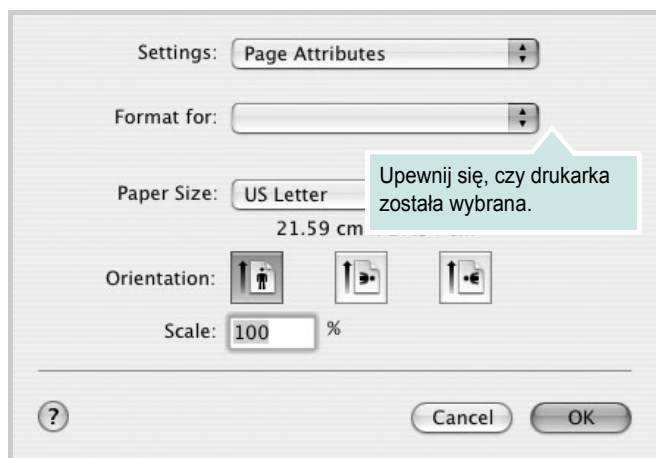 Settings: Page Attributes
Format for:
Upewnij się, czy drukarka
została wybrana.
Paper Size: US Letter
21.59 cm
Orientation:
Scale: 100 %
? Cancel OK